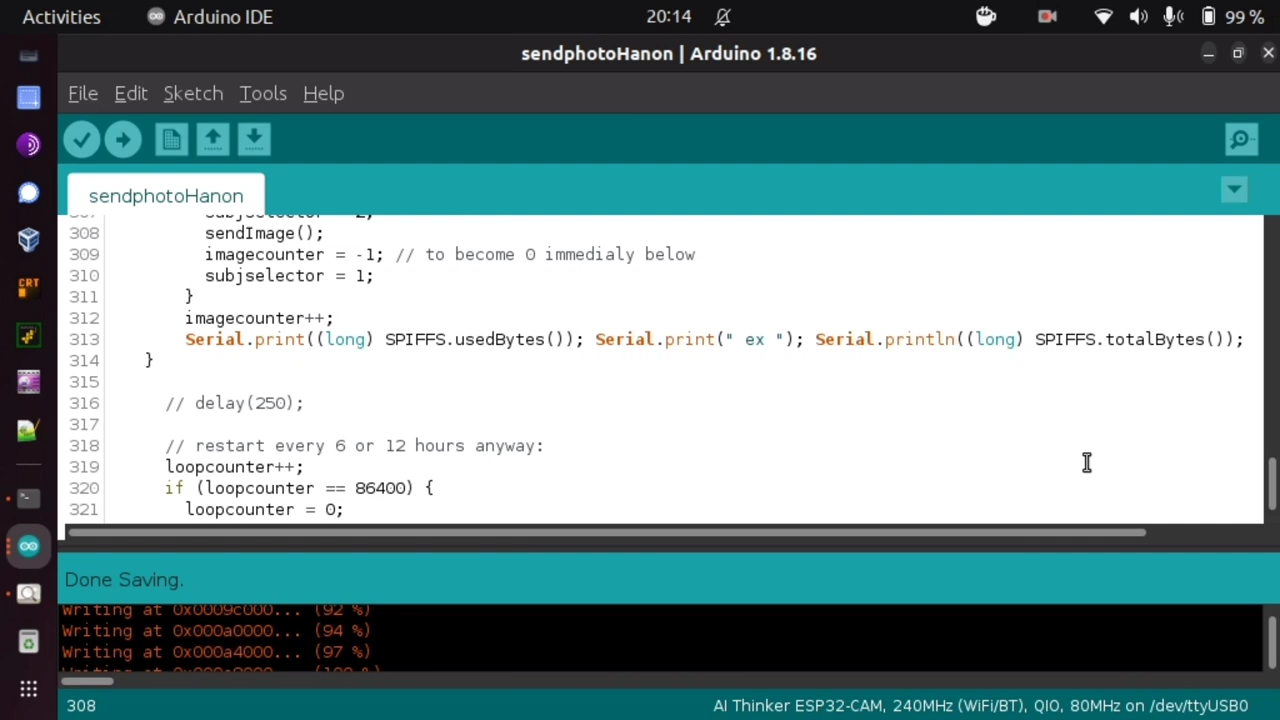 Activities Arduino IDE 20:14 99 %
sendphotoHanon | Arduino 1.8.16
File Edit Sketch Tools Help
sendphotoHanon
307 subjselector = 2;
308 sendImage();
309 imagecounter = -1; // to become 0 immedialy below
310 subjselector = 1;
311 }
312 imagecounter++;
313 Serial.print((long) SPIFFS.usedBytes()); Serial.print(" ex "); Serial.println((long) SPIFFS.totalBytes());
314 }
315
316 // delay(250);
317
318 // restart every 6 or 12 hours anyway:
319 loopcounter++;
320 if (loopcounter == 86400) {
321 loopcounter = 0;
Done Saving.
Writing at 0x0009c000... (92 %)
Writing at 0x000a0000... (94 %)
Writing at 0x000a4000... (97 %)
Writing at 0x000a8000... (100 %)
308 AI Thinker ESP32-CAM, 240MHz (WiFi/BT), QIO, 80MHz on /dev/ttyUSB0
CRT